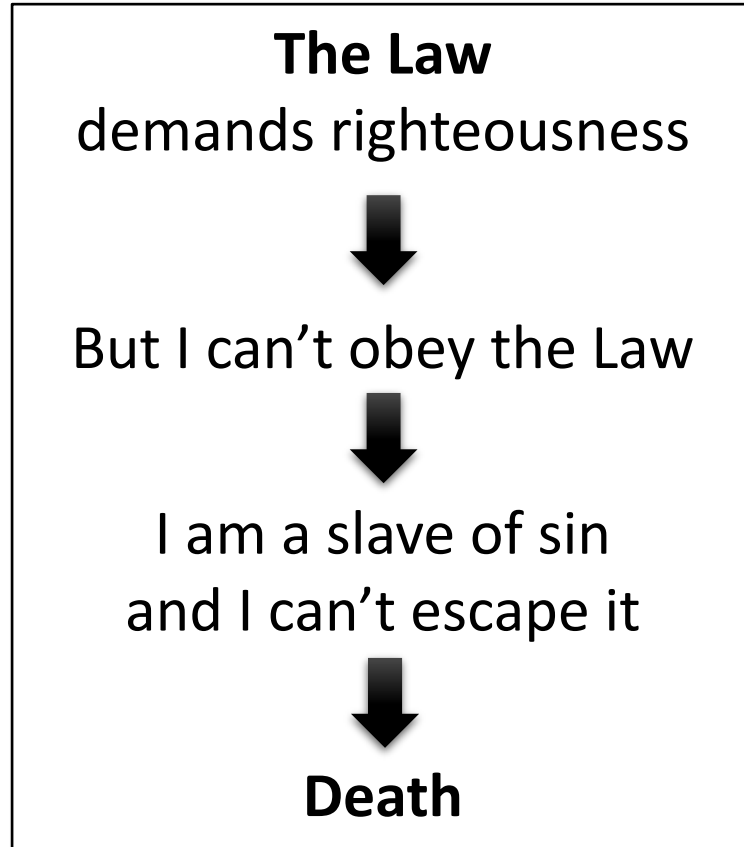 The Law
demands righteousness
But I can’t obey the Law
I am a slave of sin
and I can’t escape it
Death